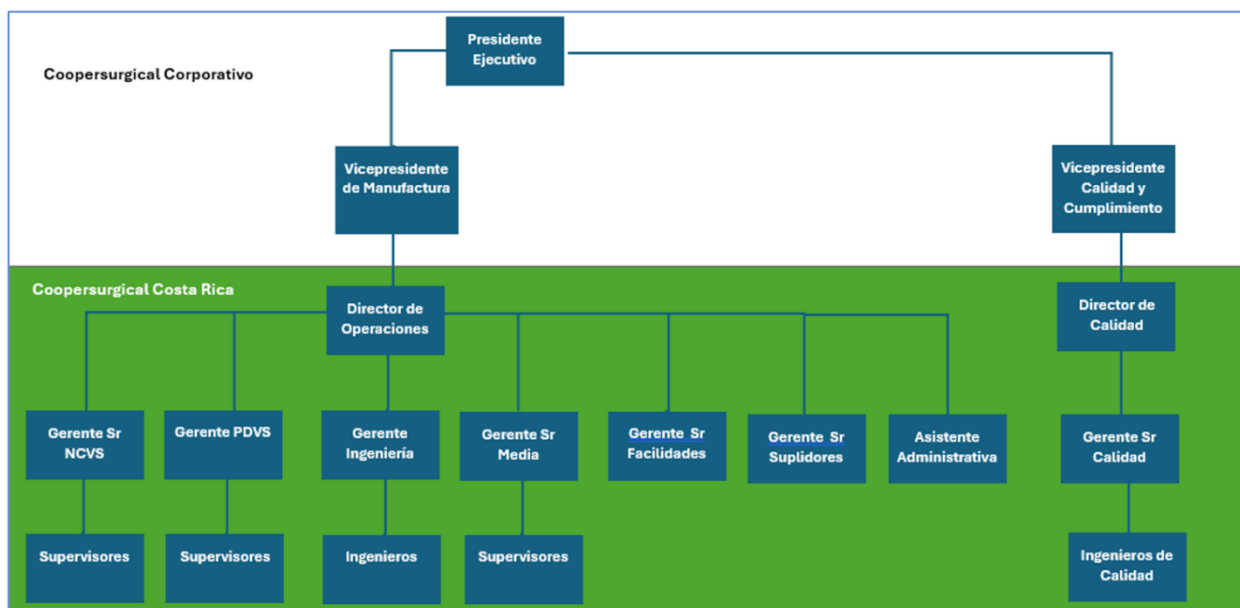 Presidente
Ejecutivo
Coopersurgical Corporativo
Vicepresidente
de Manufactura
Vicepresidente
Calidad y
Cumplimiento
Coopersurgical Costa Rica
Director de
Operaciones
Director de
Calidad
Gerente Sr
NCVS
Gerente PDVS
Gerente
Ingeniería
Gerente Sr
Media
Gerente Sr
Facilidades
Gerente Sr
Suplidores
Asistente
Administrativa
Gerente Sr
Calidad
Supervisores
Supervisores
Ingenieros
Supervisores
Ingenieros de
Calidad